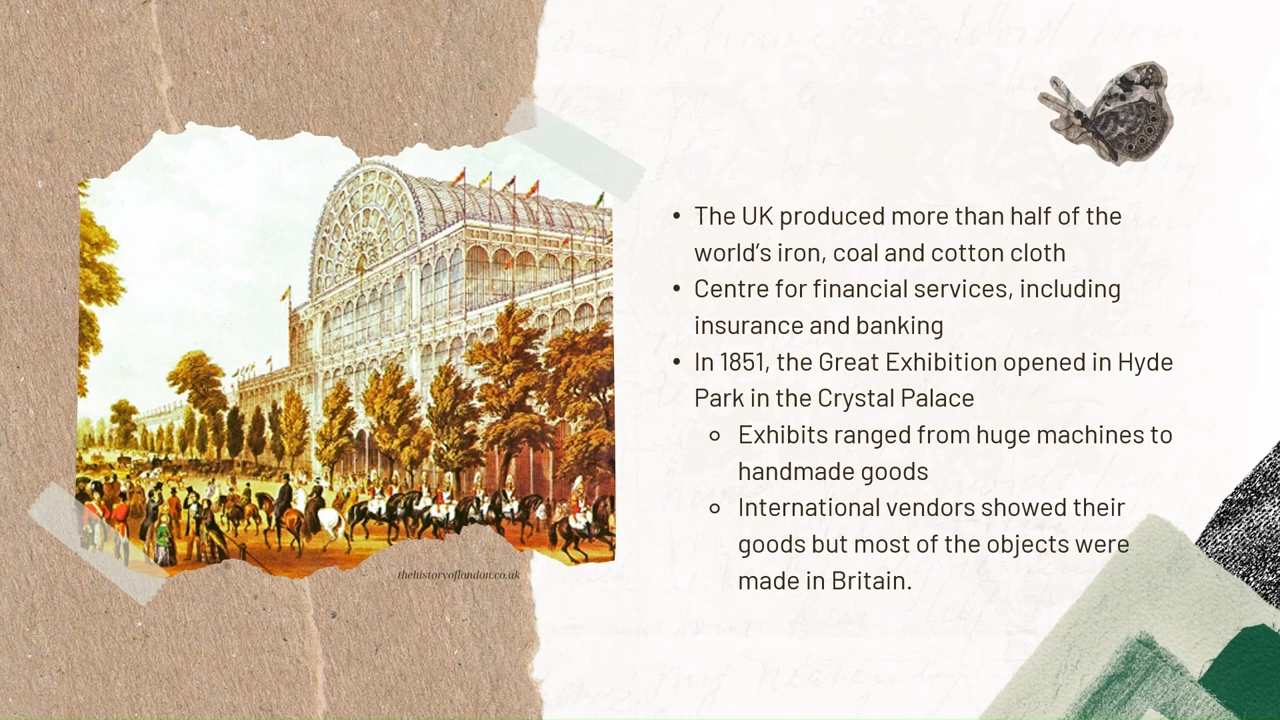 • The UK produced more than half of the
world’s iron, coal and cotton cloth
• Centre for financial services, including
insurance and banking
• In 1851, the Great Exhibition opened in Hyde
Park in the Crystal Palace
◦ Exhibits ranged from huge machines to
handmade goods
◦ International vendors showed their
goods but most of the objects were
made in Britain.
thehistoryoflondon.co.uk